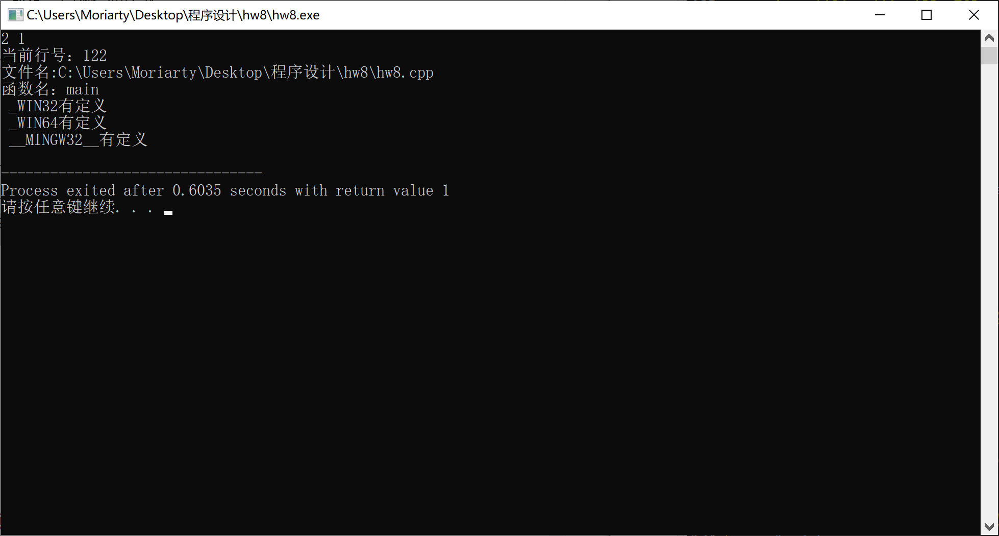 C:\Users\Moriarty\Desktop\程序设计\hw8\hw8.exe
2 1
当前行号：122
文件名:C:\Users\Moriarty\Desktop\程序设计\hw8\hw8.cpp
函数名：main
_WIN32有定义
_WIN64有定义
__MINGW32__有定义
--------------------------------
Process exited after 0.6035 seconds with return value 1
请按任意键继续. . .